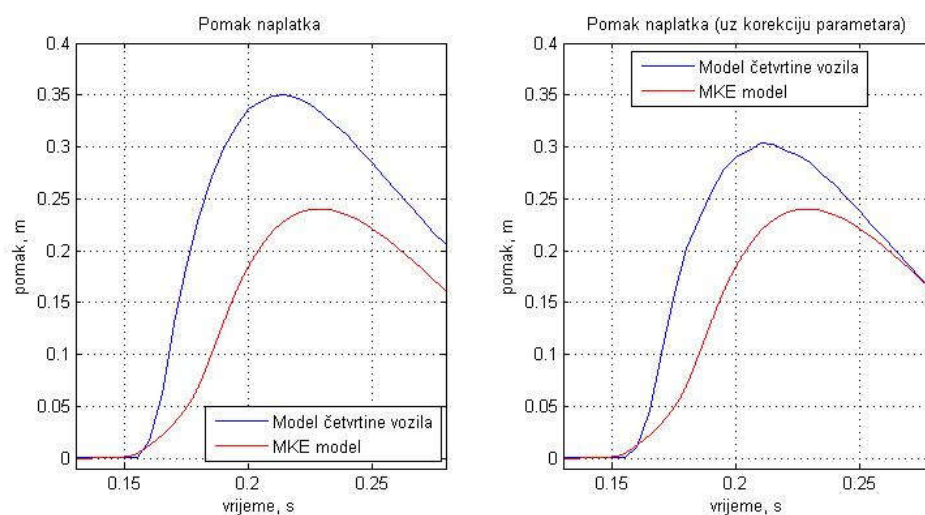 Pomak naplatka
0.4
0.35
0.3
0.25
0.2
0.15
0.1
0.05
0
pomak, m
0.15
0.2
0.25
vrijeme, s
Model četvrtine vozila
MKE model
Pomak naplatka (uz korekciju parametara)
0.4
0.35
0.3
0.25
0.2
0.15
0.1
0.05
0
pomak, m
0.15
0.2
0.25
vrijeme, s
Model četvrtine vozila
MKE model